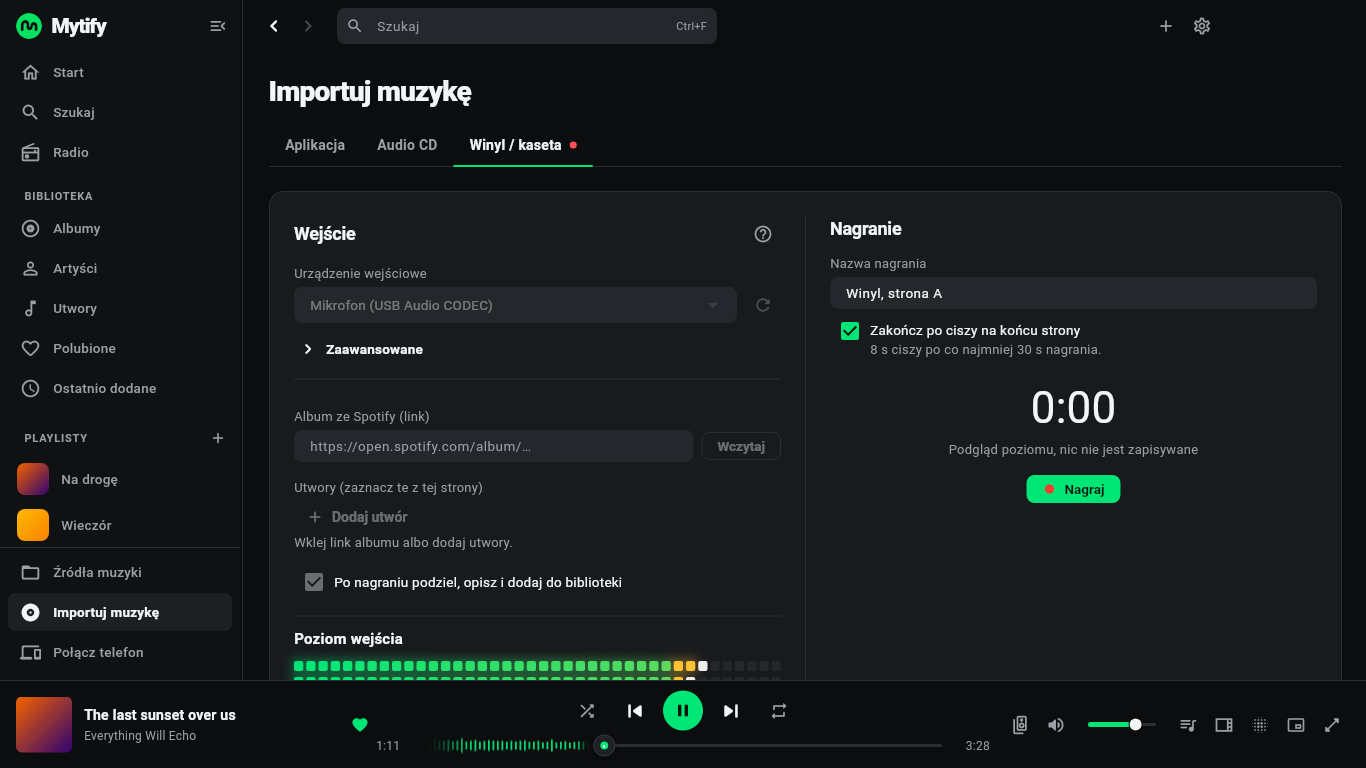 Mytify
Szukaj
Ctrl+F
Start
Szukaj
Radio
BIBLIOTEKA
Albumy
Artyści
Utwory
Polubione
Ostatnio dodane
PLAYLISTY
Na drogę
Wieczór
Źródła muzyki
Importuj muzykę
Połącz telefon
Importuj muzykę
Aplikacja
Audio CD
Winyl / kaseta
Wejście
Urządzenie wejściowe
Mikrofon (USB Audio CODEC)
Zaawansowane
Album ze Spotify (link)
https://open.spotify.com/album/...
Wczytaj
Utwory (zaznacz te z tej strony)
Dodaj utwór
Wklej link albumu albo dodaj utwory.
Po nagraniu podziel, opisz i dodaj do biblioteki
Poziom wejścia
Nagranie
Nazwa nagrania
Winyl, strona A
Zakończ po ciszy na końcu strony
8 s ciszy po co najmniej 30 s nagrania.
0:00
Podgląd poziomu, nic nie jest zapisywane
Nagraj
The last sunset over us
Everything Will Echo
1:11
3:28